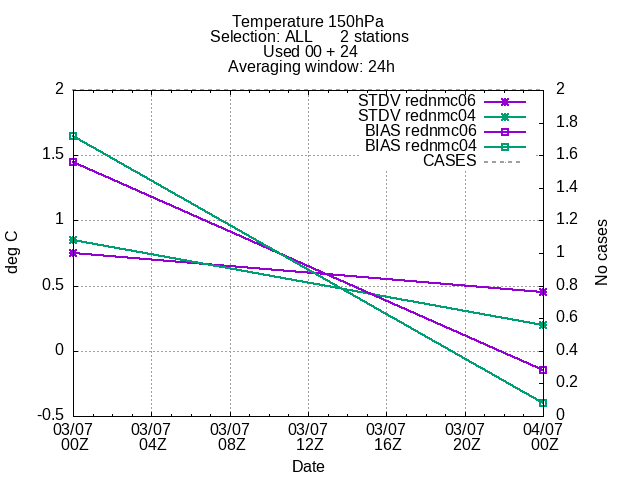 Temperature 150hPa
Selection: ALL 2 stations
Used 00 + 24
Averaging window: 24h
STDV rednmc06
STDV rednmc04
BIAS rednmc06
BIAS rednmc04
CASES
deg C
2
1.5
1
0.5
0
-0.5
No cases
2
1.8
1.6
1.4
1.2
1
0.8
0.6
0.4
0.2
0
03/07 03/07 03/07 03/07 03/07 03/07 04/07
00Z 04Z 08Z 12Z 16Z 20Z 00Z
Date